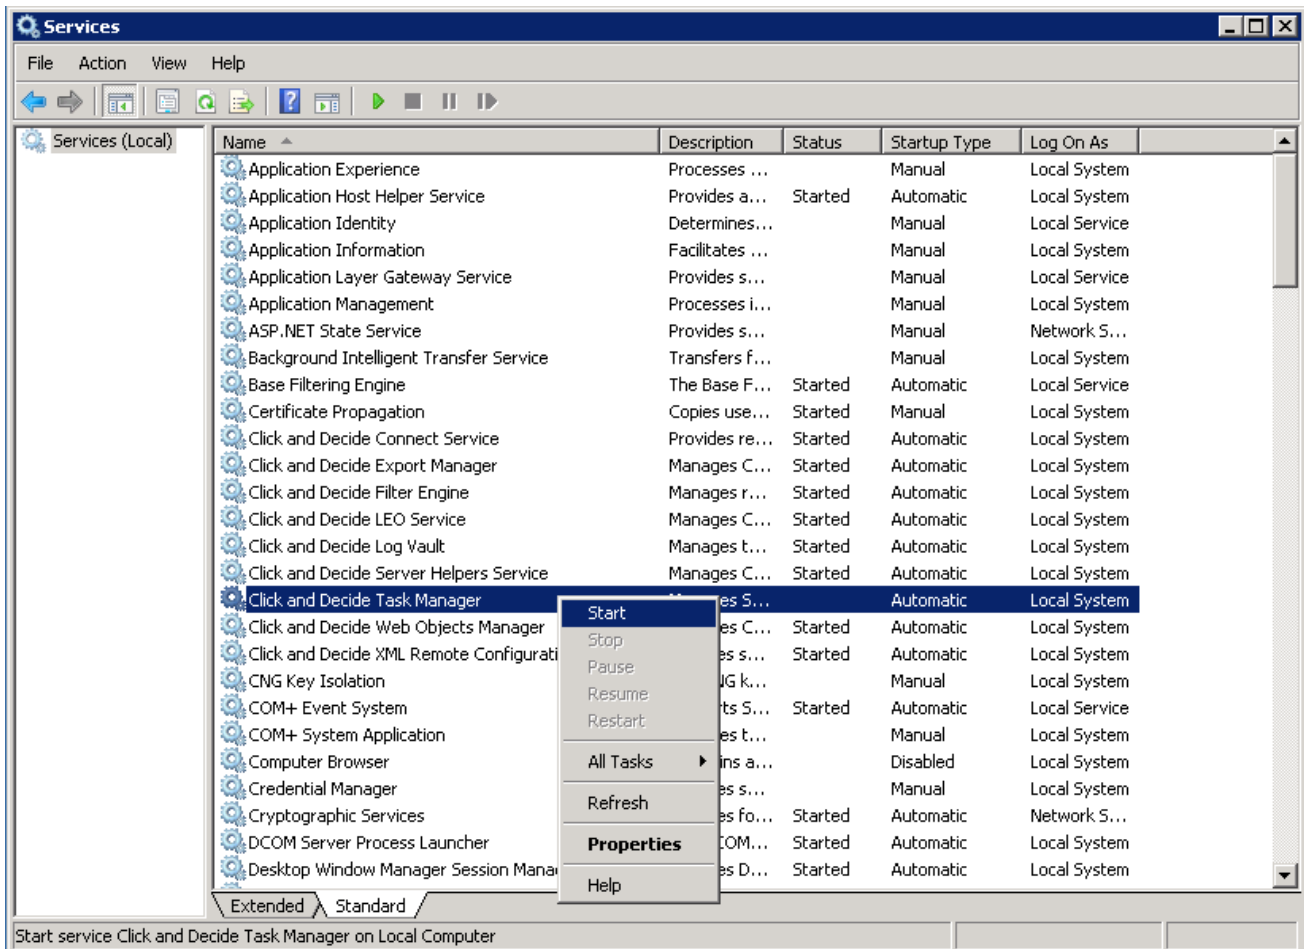 Services
File Action View Help
Services (Local)
Name Description Status Startup Type Log On As
Application Experience Processes ... Manual Local System
Application Host Helper Service Provides a... Started Automatic Local System
Application Identity Determines... Manual Local Service
Application Information Facilitates ... Manual Local System
Application Layer Gateway Service Provides s... Manual Local Service
Application Management Processes i... Manual Local System
ASP.NET State Service Provides s... Manual Network S...
Background Intelligent Transfer Service Transfers f... Manual Local System
Base Filtering Engine The Base F... Started Automatic Local Service
Certificate Propagation Copies use... Started Manual Local System
Click and Decide Connect Service Provides re... Started Automatic Local System
Click and Decide Export Manager Manages C... Started Automatic Local System
Click and Decide Filter Engine Manages r... Started Automatic Local System
Click and Decide LEO Service Manages C... Started Automatic Local System
Click and Decide Log Vault Manages t... Started Automatic Local System
Click and Decide Server Helpers Service Manages C... Started Automatic Local System
Click and Decide Task Manager es S... Automatic Local System
Click and Decide Web Objects Manager es C... Started Automatic Local System
Click and Decide XML Remote Configurati es s... Started Automatic Local System
CNG Key Isolation NG k... Manual Local System
COM+ Event System ts S... Started Automatic Local Service
COM+ System Application es t... Manual Local System
Computer Browser ins a... Disabled Local System
Credential Manager es s... Manual Local System
Cryptographic Services es fo... Started Automatic Network S...
DCOM Server Process Launcher COM... Started Automatic Local System
Desktop Window Manager Session Mana es D... Started Automatic Local System
Start
Stop
Pause
Resume
Restart
All Tasks
Refresh
Properties
Help
Extended Standard
Start service Click and Decide Task Manager on Local Computer